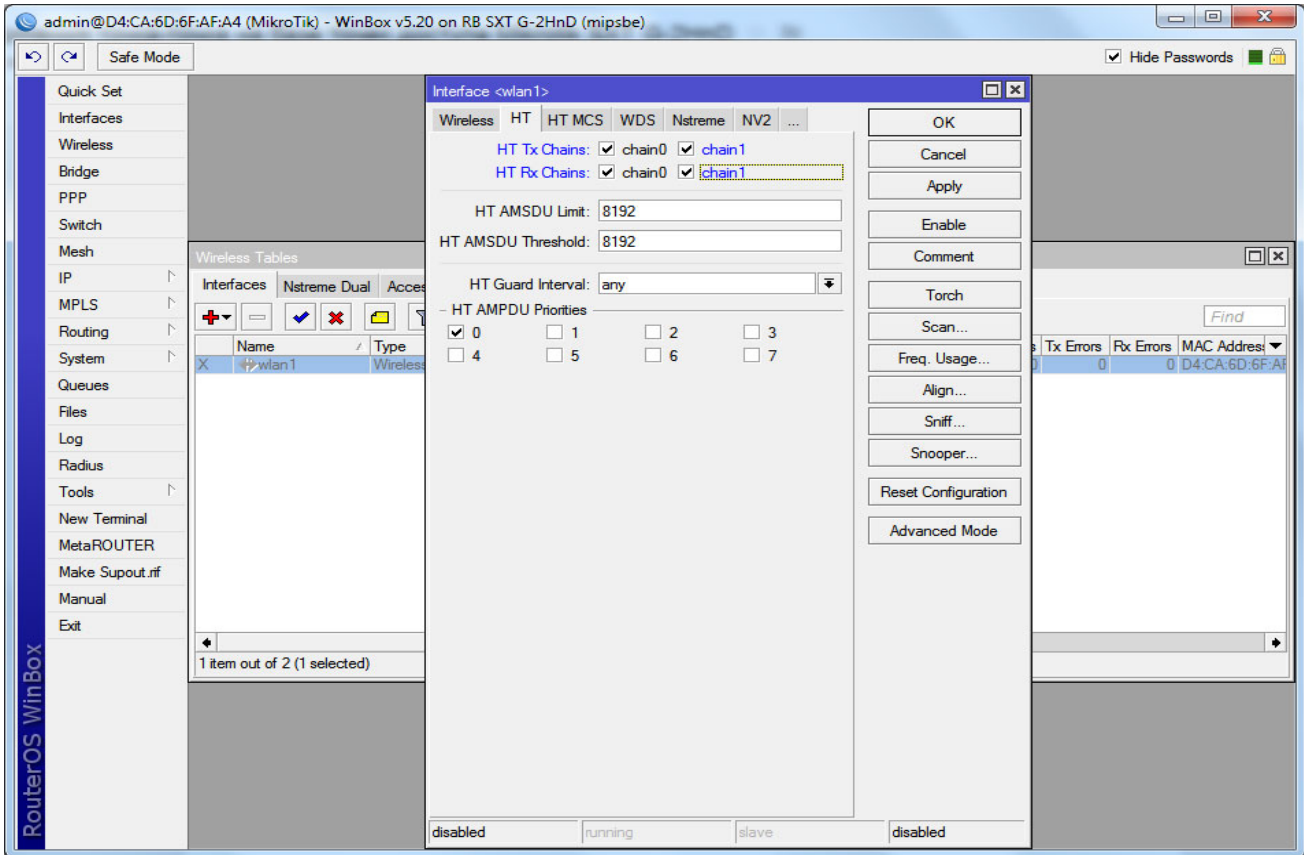 admin@D4:CA:6D:6F:AF:A4 (MikroTik) - WinBox v5.20 on RB SXT G-2HnD (mipsbe)
Safe Mode
Hide Passwords
Quick Set
Interfaces
Wireless
Bridge
PPP
Switch
Mesh
IP
MPLS
Routing
System
Queues
Files
Log
Radius
Tools
New Terminal
MetaROUTER
Make Supout.rif
Manual
Exit
RouterOS WinBox
Wireless Tables
Interfaces Nstreme Dual
Find
Name Type Tx Errors Rx Errors
X wlan1 0 0 D4:CA:6D:6F:AF
1 item out of 2 (1 selected)
Interface <wlan1>
Wireless HT HT MCS WDS Nstreme NV2 ...
HT Tx Chains: chain0 chain1
HT Rx Chains: chain0 chain1
HT AMSDU Limit: 8192
HT AMSDU Threshold: 8192
HT Guard Interval: any
HT AMPDU Priorities
0 1 2 3
4 5 6 7
OK
Cancel
Apply
Enable
Comment
Torch
Scan...
Freq. Usage...
Align...
Sniff...
Snooper...
Reset Configuration
Advanced Mode
disabled running slave disabled